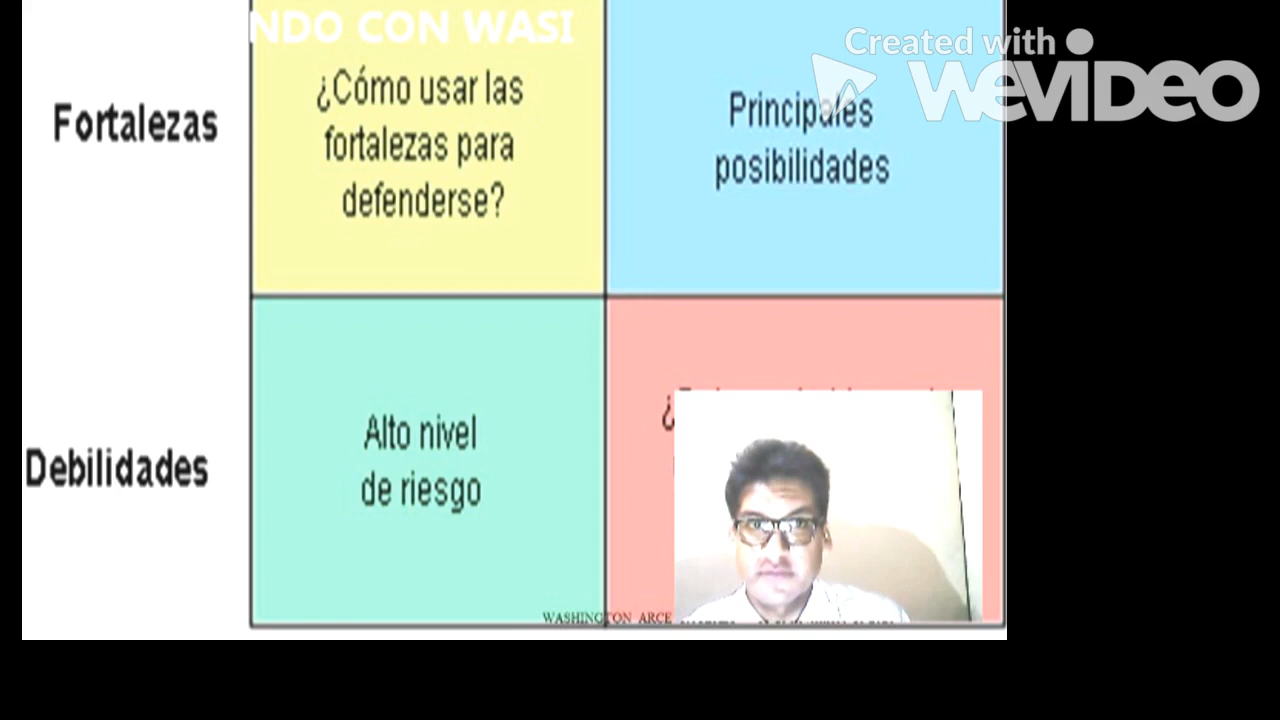 NDO CON WASI
Created with
WEVIDEO
Fortalezas
¿Cómo usar las
fortalezas para
defenderse?
Principales
posibilidades
Debilidades
Alto nivel
de riesgo
WASHINGTON ARCE